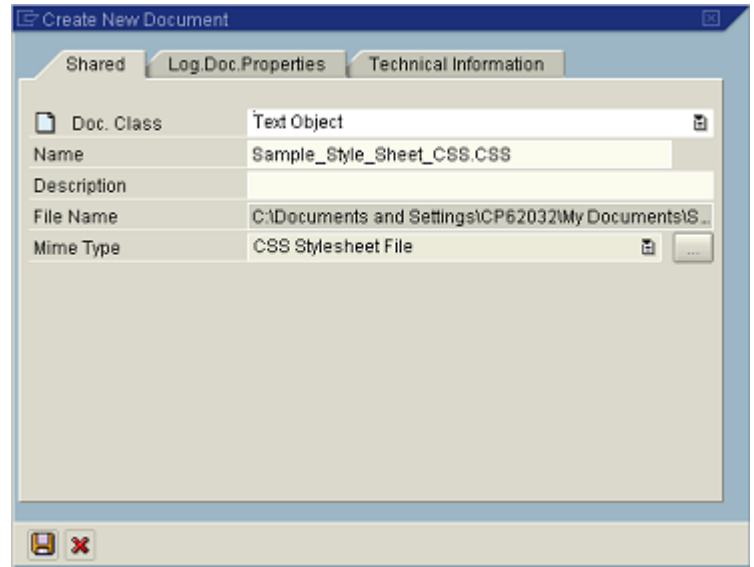 Create New Document
Shared Log.Doc.Properties Technical Information
Doc. Class Text Object
Name Sample_Style_Sheet_CSS.CSS
Description
File Name C:\Documents and Settings\CP62032\My Documents\S...
Mime Type CSS Stylesheet File ...